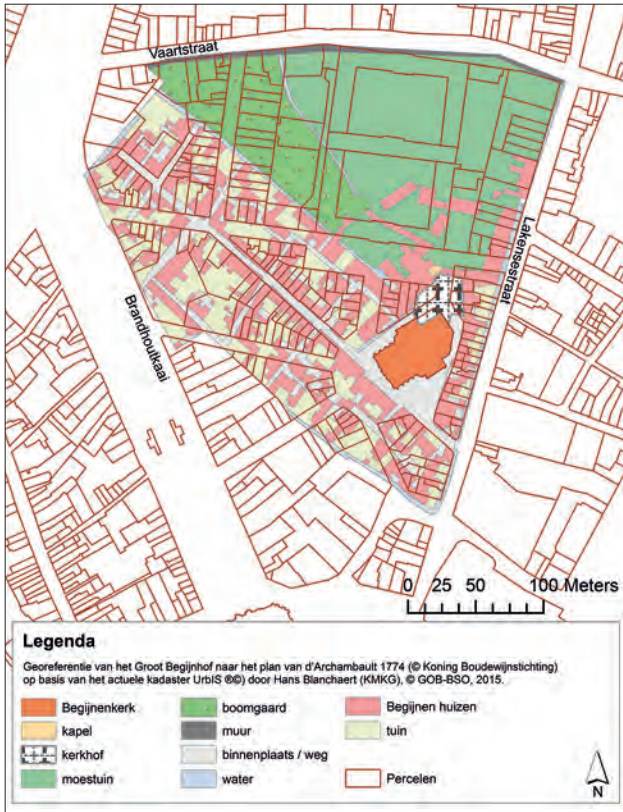 Vaartstraat
Lakensestraat
Brandhoutkaai
0 25 50 100 Meters
Legenda
Georeferentie van het Groot Begijnhof naar het plan van d'Archambault 1774 (© Koning Boudewijnstichting)
op basis van het actuele kadaster UrbIS ®©) door Hans Blanchaert (KMKG), © GOB-BSO, 2015.
Begijnenkerk
boomgaard
Begijnen huizen
kapel
muur
tuin
kerkhof
binnenplaats / weg
moestuin
water
Percelen
N